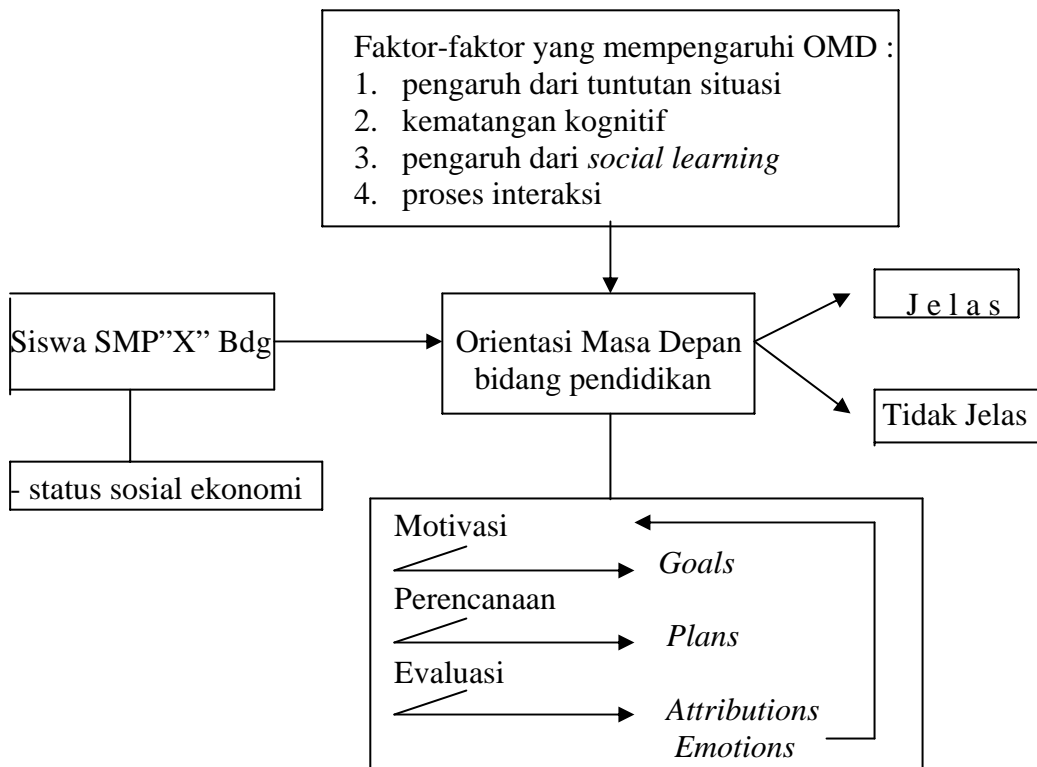 Faktor-faktor yang mempengaruhi OMD :
1. pengaruh dari tuntutan situasi
2. kematangan kognitif
3. pengaruh dari social learning
4. proses interaksi
Siswa SMP”X” Bdg
- status sosial ekonomi
Orientasi Masa Depan
bidang pendidikan
J e l a s
Tidak Jelas
Motivasi
Goals
Perencanaan
Plans
Evaluasi
Attributions
Emotions